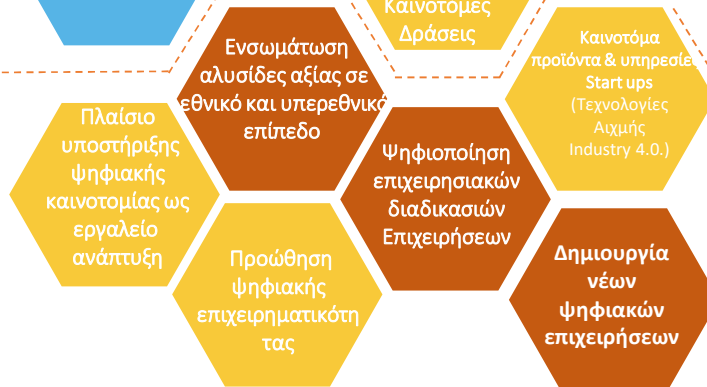 Καινοτόμες
Δράσεις
Ενσωμάτωση
αλυσίδες αξίας σε
εθνικό και υπερεθνικό
επίπεδο
Καινοτόμα
προϊόντα & υπηρεσίες
Start ups
(Τεχνολογίες
Αιχμής
Industry 4.0.)
Πλαίσιο
υποστήριξης
ψηφιακής
καινοτομίας ως
εργαλείο
ανάπτυξη
Ψηφιοποίηση
επιχειρησιακών
διαδικασιών
Επιχειρήσεων
Προώθηση
ψηφιακής
επιχειρηματικότη
τας
Δημιουργία
νέων
ψηφιακών
επιχειρήσεων